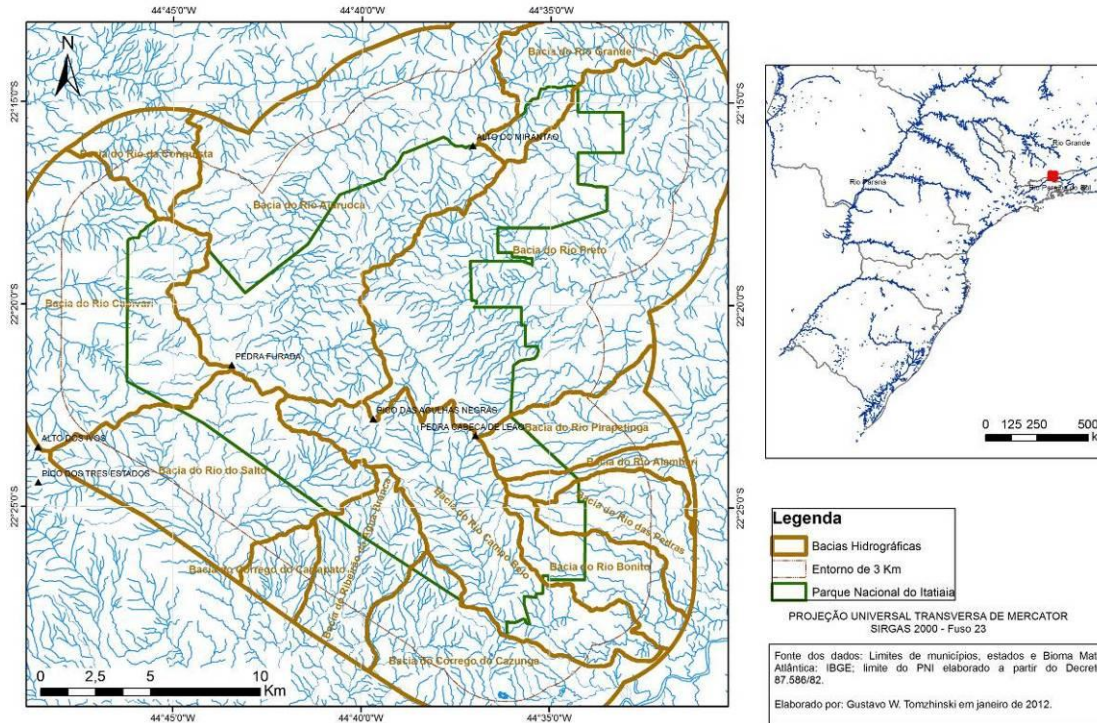 44°45'0"W
44°40'0"W
44°35'0"W
N
22°15'0"S
22°15'0"S
22°20'0"S
22°20'0"S
22°25'0"S
22°25'0"S
Bacia do Rio Grande
ALTO DO MIRANTÃO
Bacia do Rio da Conquista
Bacia do Rio Aiuruoca
Bacia do Rio Preto
Bacia do Rio Capivari
PEDRA FURADA
PICO DAS AGULHAS NEGRAS
PEDRA CABEÇA DE LEÃO
Bacia do Rio Pirapetinga
ALTO DOS IVOS
Bacia do Rio do Salto
Bacia do Rio Alambari
PICO DOS TRES ESTADOS
Bacia do Rio das Pedras
Bacia do Rio Campo Belo
Bacia do Rio Bonito
Bacia do Ribeirão da Água Branca
Bacia do Corrego do
Bacia do Corrego do Cazunga
0 2,5 5 10
Km
44°45'0"W
44°40'0"W
44°35'0"W
Rio Grande
Rio Paraná
0 125 250 500
Legenda
Bacias Hidrográficas
Entorno de 3 Km
Parque Nacional do Itatiaia
PROJEÇÃO UNIVERSAL TRANSVERSA DE MERCATOR
SIRGAS 2000 - Fuso 23
Fonte dos dados: Limites de municípios, estados e Bioma Mat
Atlântica: IBGE; limite do PNI elaborado a partir do Decret
87.586/82.
Elaborado por: Gustavo W. Tomzhinski em janeiro de 2012.